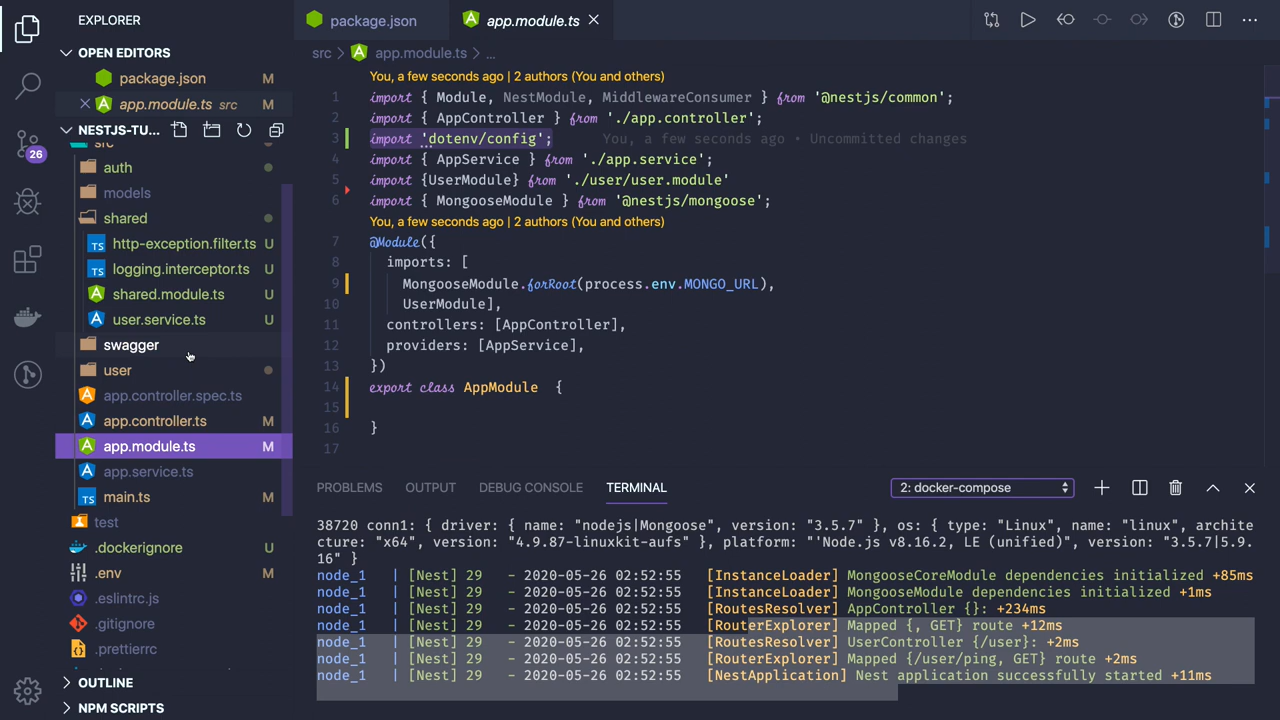 EXPLORER
OPEN EDITORS
package.json M
app.module.ts src M
NESTJS-TU...
26
auth
models
shared
http-exception.filter.ts U
logging.interceptor.ts U
shared.module.ts U
user.service.ts U
swagger
user
app.controller.spec.ts
app.controller.ts M
app.module.ts M
app.service.ts
main.ts M
test
.dockerignore U
.env M
.eslintrc.js
.gitignore
.prettierrc
OUTLINE
NPM SCRIPTS
package.json
app.module.ts
src > app.module.ts > ...
You, a few seconds ago | 2 authors (You and others)
1 import { Module, NestModule, MiddlewareConsumer } from '@nestjs/common';
2 import { AppController } from './app.controller';
3 import 'dotenv/config'; You, a few seconds ago • Uncommitted changes
4 import { AppService } from './app.service';
5 import {UserModule} from './user/user.module'
6 import { MongooseModule } from '@nestjs/mongoose';
You, a few seconds ago | 2 authors (You and others)
7 @Module({
8 imports: [
9 MongooseModule.forRoot(process.env.MONGO_URL),
10 UserModule],
11 controllers: [AppController],
12 providers: [AppService],
13 })
14 export class AppModule {
15
16 }
17
PROBLEMS OUTPUT DEBUG CONSOLE TERMINAL 2: docker-compose
38720 conn1: { driver: { name: "nodejs|Mongoose", version: "3.5.7" }, os: { type: "Linux", name: "linux", archite
cture: "x64", version: "4.9.87-linuxkit-aufs" }, platform: "'Node.js v8.16.2, LE (unified)", version: "3.5.7|5.9.
16" }
node_1 | [Nest] 29 - 2020-05-26 02:52:55 [InstanceLoader] MongooseCoreModule dependencies initialized +85ms
node_1 | [Nest] 29 - 2020-05-26 02:52:55 [InstanceLoader] MongooseModule dependencies initialized +1ms
node_1 | [Nest] 29 - 2020-05-26 02:52:55 [RoutesResolver] AppController {}: +234ms
node_1 | [Nest] 29 - 2020-05-26 02:52:55 [RouterExplorer] Mapped {, GET} route +12ms
node_1 | [Nest] 29 - 2020-05-26 02:52:55 [RoutesResolver] UserController {/user}: +2ms
node_1 | [Nest] 29 - 2020-05-26 02:52:55 [RouterExplorer] Mapped {/user/ping, GET} route +2ms
node_1 | [Nest] 29 - 2020-05-26 02:52:55 [NestApplication] Nest application successfully started +11ms